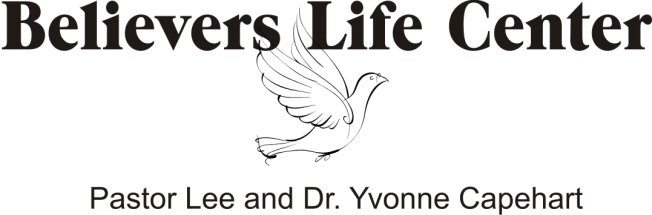 Believers Life Center
Pastor Lee and Dr. Yvonne Capehart